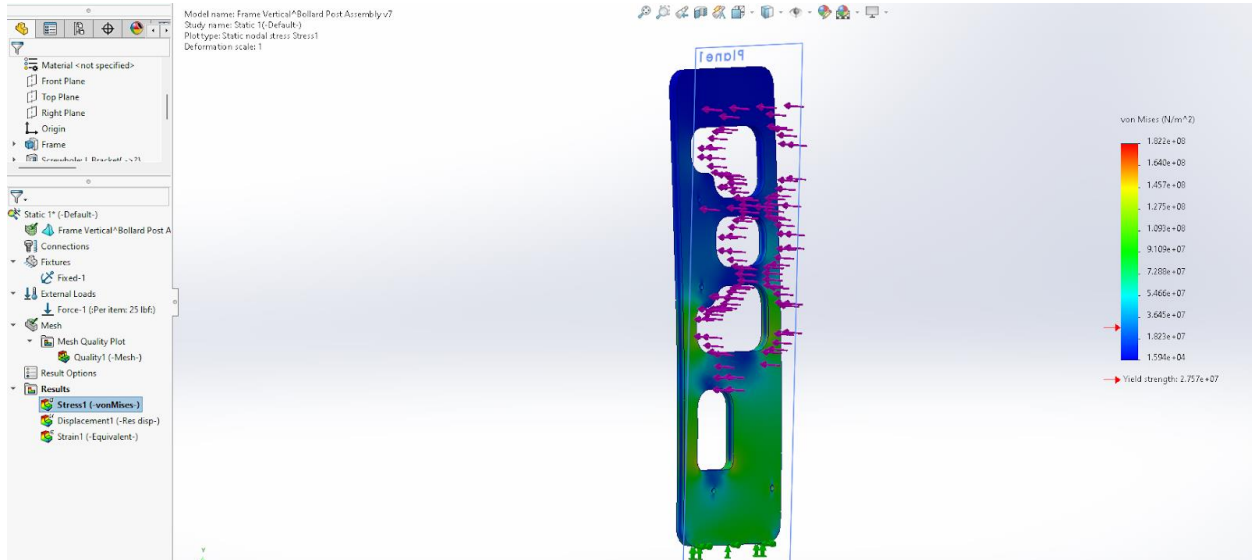 Model name: Frame Vertical^Bollard Post Assembly v7
Study name: Static 1(-Default-)
Plot type: Static nodal stress Stress1
Deformation scale: 1
Material <not specified>
Front Plane
Top Plane
Right Plane
Origin
Frame
Static 1* (-Default-)
Frame Vertical^Bollard Post A
Connections
Fixtures
Fixed-1
External Loads
Force-1 (:Per item: 25 lbf:)
Mesh
Mesh Quality Plot
Quality1 (-Mesh-)
Result Options
Results
Stress1 (-vonMises-)
Displacement1 (-Res disp-)
Strain1 (-Equivalent-)
Plane1
von Mises (N/m^2)
1.822e+08
1.640e+08
1.457e+08
1.275e+08
1.093e+08
9.109e+07
7.288e+07
5.466e+07
3.645e+07
1.823e+07
1.594e+04
Yield strength: 2.757e+07
Y